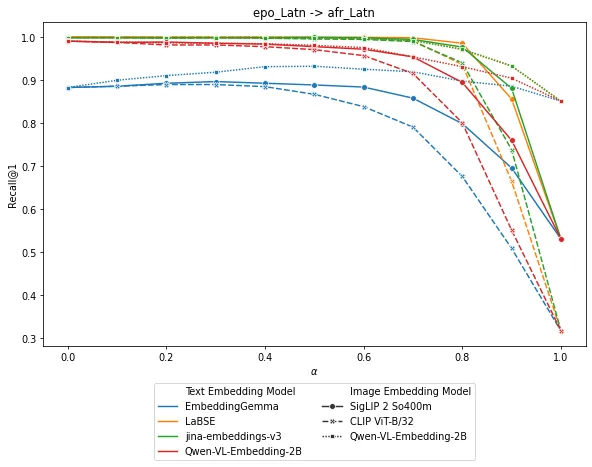 epo_Latn -> afr_Latn
Recall@1
1.0
0.9
0.8
0.7
0.6
0.5
0.4
0.3
0.0 0.2 0.4 0.6 0.8 1.0
α
Text Embedding Model
EmbeddingGemma
LaBSE
jina-embeddings-v3
Qwen-VL-Embedding-2B
Image Embedding Model
SigLIP 2 So400m
CLIP ViT-B/32
Qwen-VL-Embedding-2B